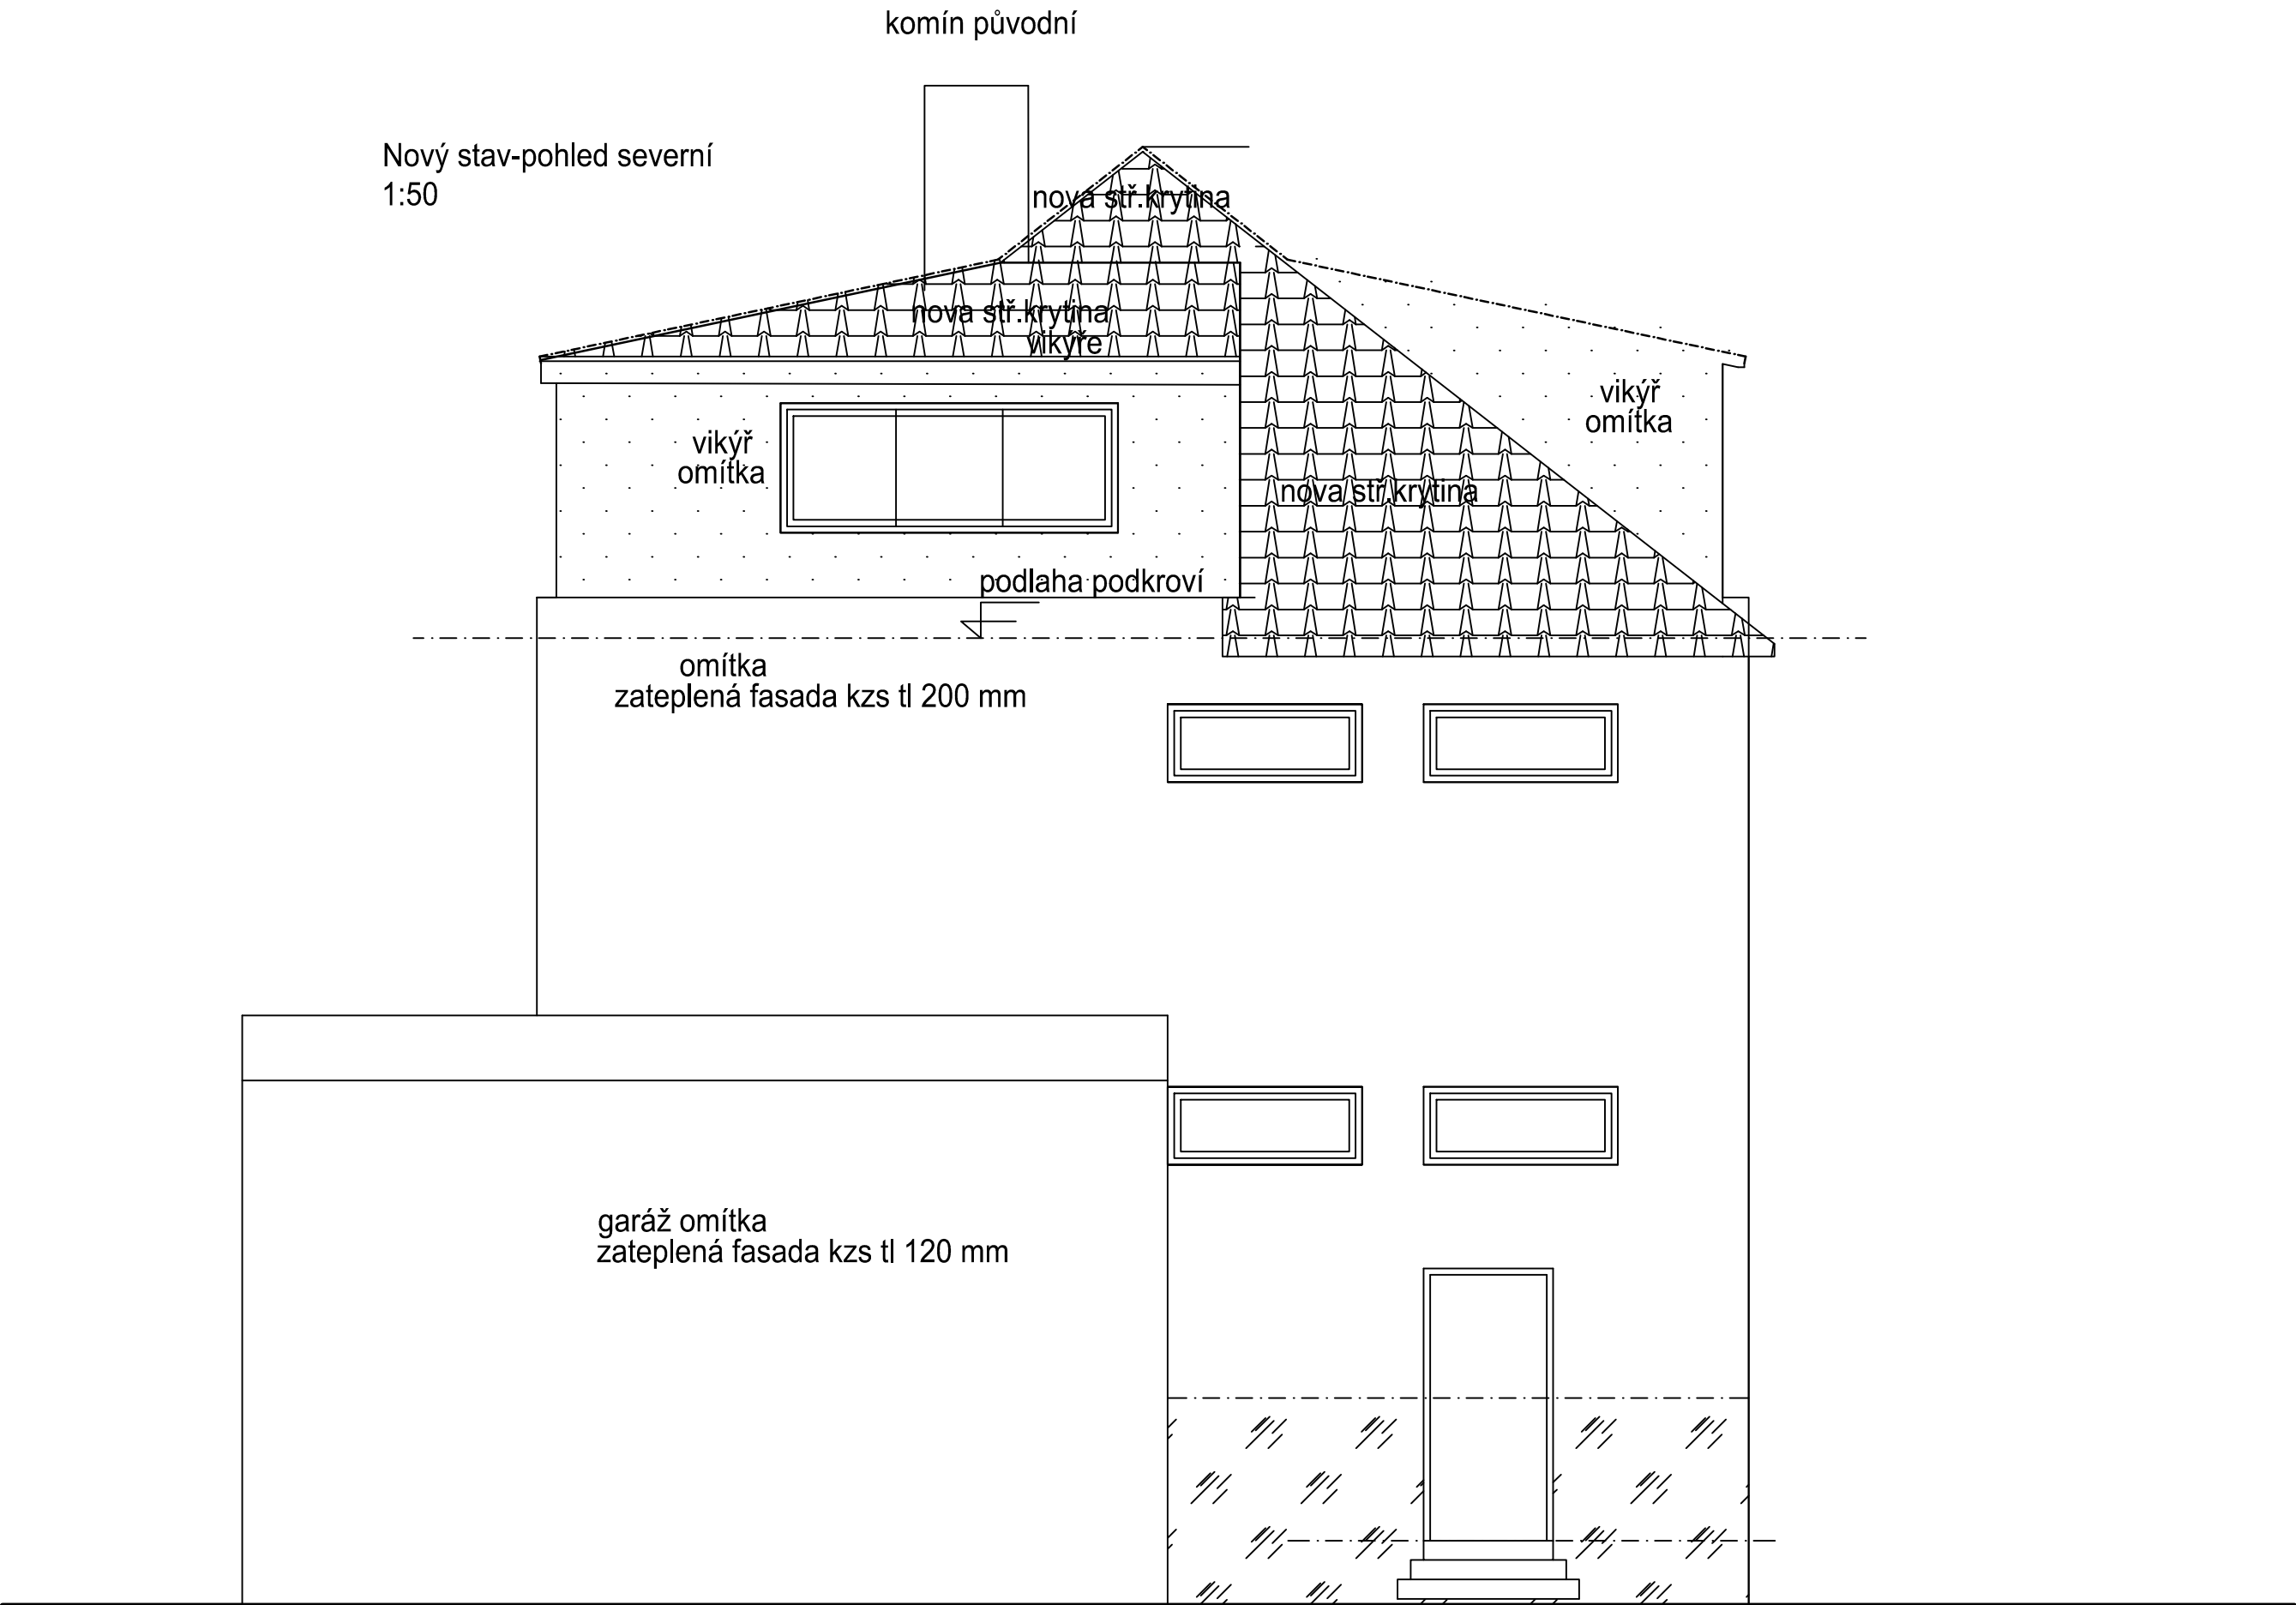 komín původní
Nový stav-pohled severní
1:50
nova stř.krytina
nova stř.krytina
vikýře
vikýř
omítka
vikýř
omítka
nova stř.krytina
podlaha podkroví
omítka
zateplená fasada kzs tl 200 mm
garáž omítka
zateplená fasada kzs tl 120 mm